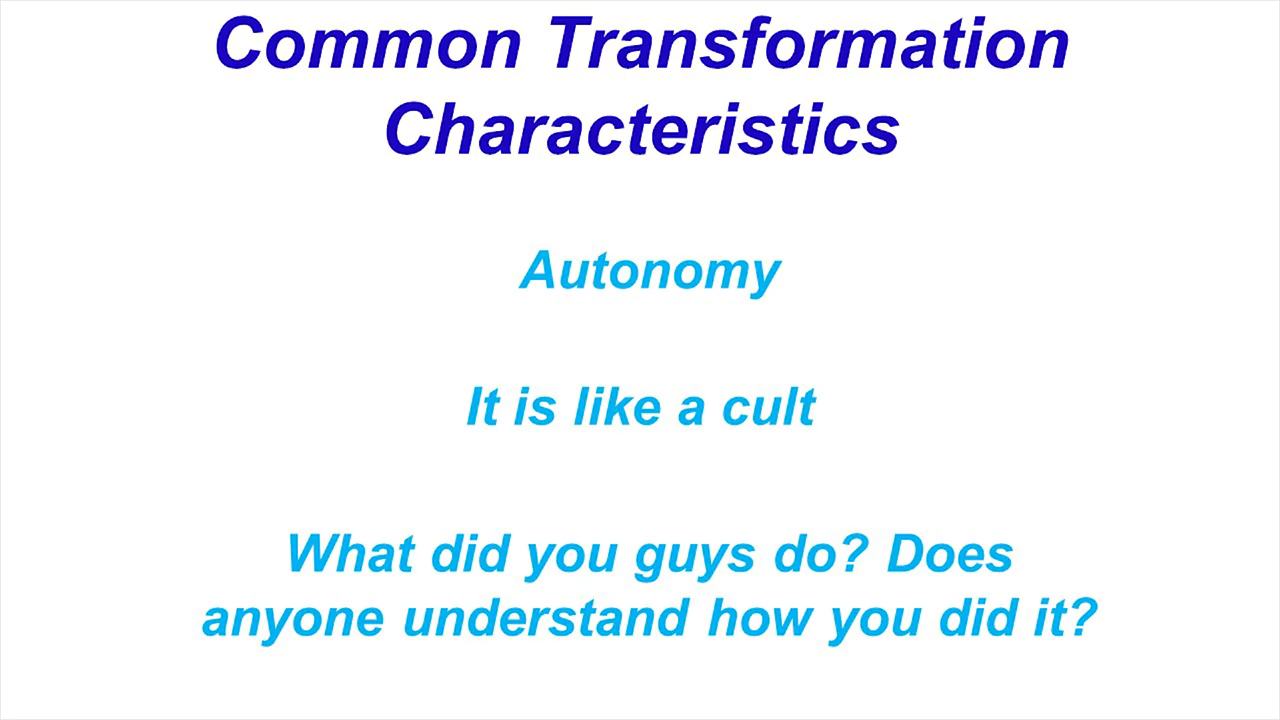 Common Transformation
Characteristics
Autonomy
It is like a cult
What did you guys do? Does
anyone understand how you did it?